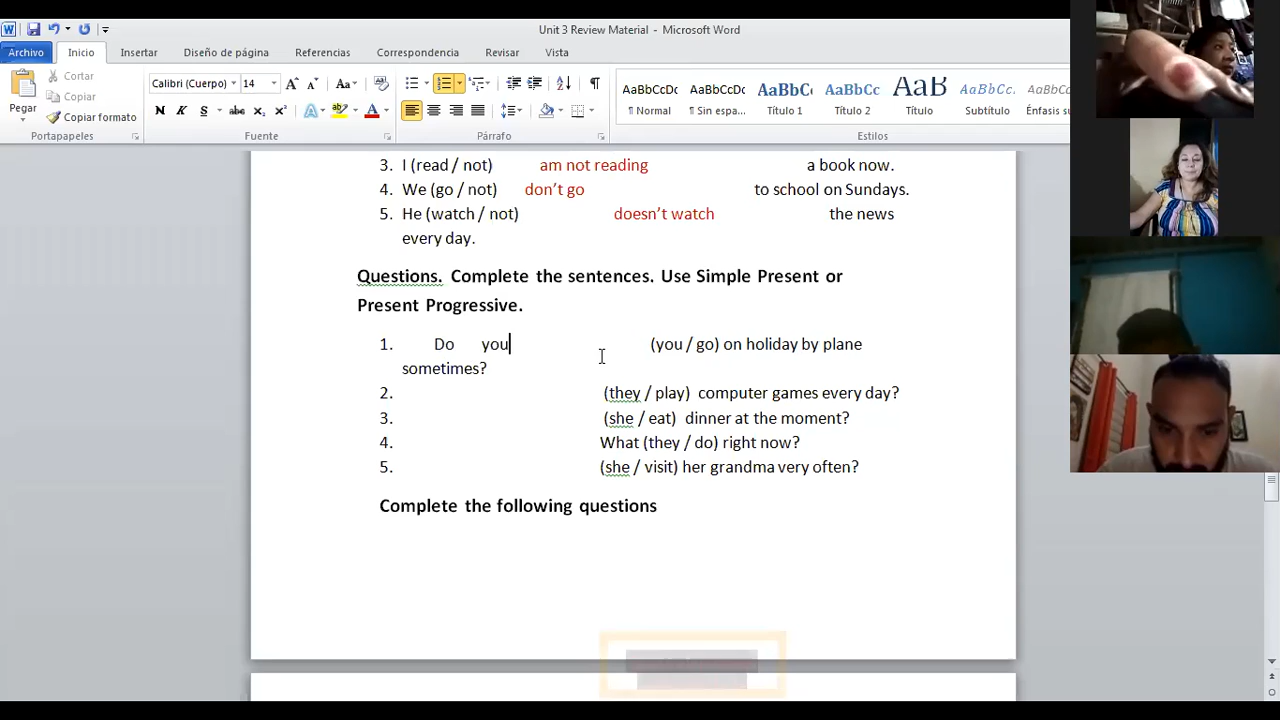 Unit 3 Review Material - Microsoft Word
Archivo Inicio Insertar Diseño de página Referencias Correspondencia Revisar Vista
Pegar
Cortar
Copiar
Copiar formato
Portapapeles
Calibri (Cuerpo) 14
Fuente
Párrafo
AaBbCcDc AaBbCcDc AaBbCc AaBbCc AaB AaBbCc AaBbCcDc
¶ Normal ¶ Sin espa... Título 1 Título 2 Título Subtítulo Énfasis su
Estilos
3. I (read / not) am not reading a book now.
4. We (go / not) don't go to school on Sundays.
5. He (watch / not) doesn't watch the news
every day.
Questions. Complete the sentences. Use Simple Present or
Present Progressive.
1. Do you (you / go) on holiday by plane
sometimes?
2. (they / play) computer games every day?
3. (she / eat) dinner at the moment?
4. What (they / do) right now?
5. (she / visit) her grandma very often?
Complete the following questions